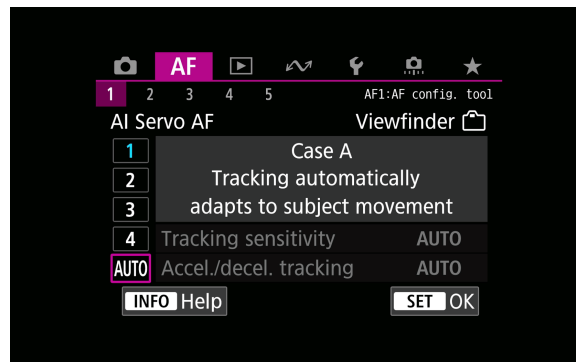 AF
1 2 3 4 5 AF1:AF config. tool
AI Servo AF Viewfinder
1 Case A
2 Tracking automatically
3 adapts to subject movement
4 Tracking sensitivity AUTO
AUTO Accel./decel. tracking AUTO
INFO Help SET OK